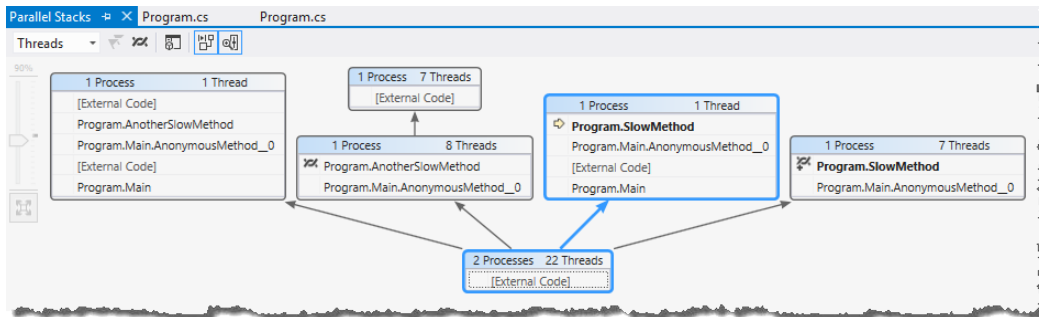 Parallel Stacks Program.cs Program.cs
Threads
90%
1 Process 1 Thread
[External Code]
Program.AnotherSlowMethod
Program.Main.AnonymousMethod__0
[External Code]
Program.Main
1 Process 7 Threads
[External Code]
1 Process 8 Threads
Program.AnotherSlowMethod
Program.Main.AnonymousMethod__0
1 Process 1 Thread
Program.SlowMethod
Program.Main.AnonymousMethod__0
[External Code]
Program.Main
1 Process 7 Threads
Program.SlowMethod
Program.Main.AnonymousMethod__0
2 Processes 22 Threads
[External Code]